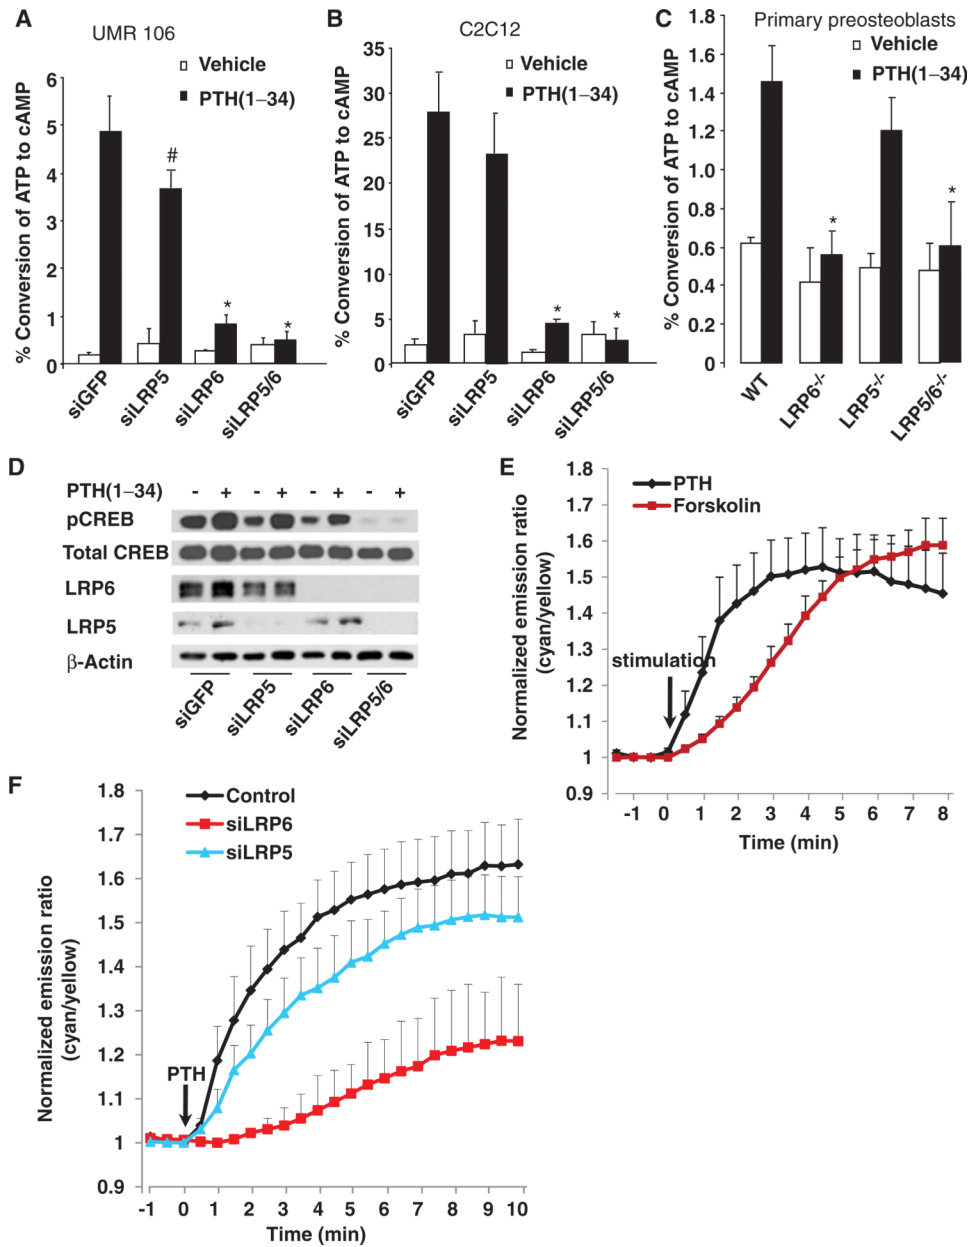 A
UMR 106
Vehicle
PTH(1–34)
% Conversion of ATP to cAMP
6
5
4
3
2
1
0
#
*
*
siGFP
siLRP5
siLRP6
siLRP5/6
B
C2C12
Vehicle
PTH(1–34)
% Conversion of ATP to cAMP
35
30
25
20
15
10
5
0
*
*
siGFP
siLRP5
siLRP6
siLRP5/6
C
Primary preosteoblasts
Vehicle
PTH(1–34)
% Conversion of ATP to cAMP
1.8
1.6
1.4
1.2
1
0.8
0.6
0.4
0.2
0
*
*
WT
LRP6-/-
LRP5-/-
LRP5/6-/-
D
PTH(1–34) - + - + - + - +
pCREB
Total CREB
LRP6
LRP5
β-Actin
siGFP
siLRP5
siLRP6
siLRP5/6
E
PTH
Forskolin
Normalized emission ratio
(cyan/yellow)
1.8
1.7
1.6
1.5
1.4
1.3
1.2
1.1
1
0.9
stimulation
-1 0 1 2 3 4 5 6 7 8
Time (min)
F
Control
siLRP6
siLRP5
Normalized emission ratio
(cyan/yellow)
1.8
1.7
1.6
1.5
1.4
1.3
1.2
1.1
1
0.9
PTH
-1 0 1 2 3 4 5 6 7 8 9 10
Time (min)